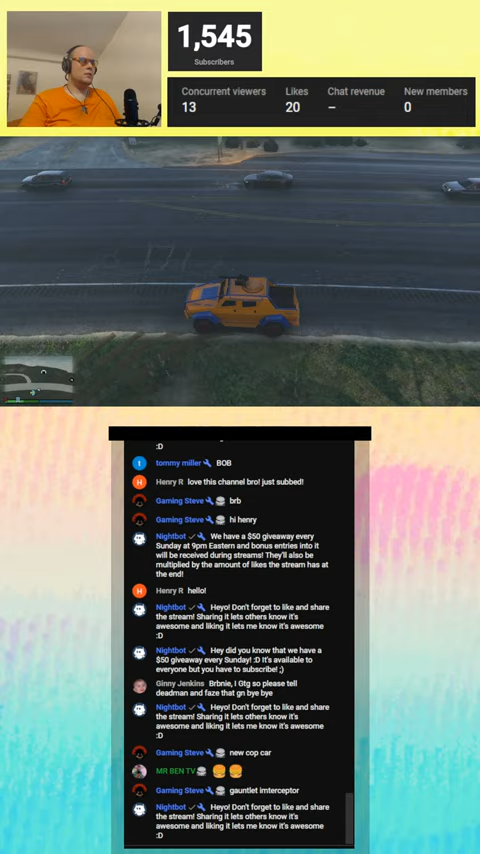 1,545
Subscribers
Concurrent viewers
13
Likes
20
Chat revenue
–
New members
0
:D
tommy miller BOB
Henry R love this channel bro! just subbed!
Gaming Steve brb
Gaming Steve hi henry
Nightbot We have a $50 giveaway every
Sunday at 9pm Eastern and bonus entries into it
will be received during streams! They'll also be
multiplied by the amount of likes the stream has at
the end!
Henry R hello!
Nightbot Heyo! Don't forget to like and share
the stream! Sharing it lets others know it's
awesome and liking it lets me know it's awesome
:D
Nightbot Hey did you know that we have a
$50 giveaway every Sunday! :D It's available to
everyone but you have to subscribe! ;)
Ginny Jenkins Brbnie, I Gtg so please tell
deadman and faze that gn bye bye
Nightbot Heyo! Don't forget to like and share
the stream! Sharing it lets others know it's
awesome and liking it lets me know it's awesome
:D
Gaming Steve new cop car
MR BEN TV
Gaming Steve gauntlet imterceptor
Nightbot Heyo! Don't forget to like and share
the stream! Sharing it lets others know it's
awesome and liking it lets me know it's awesome
:D